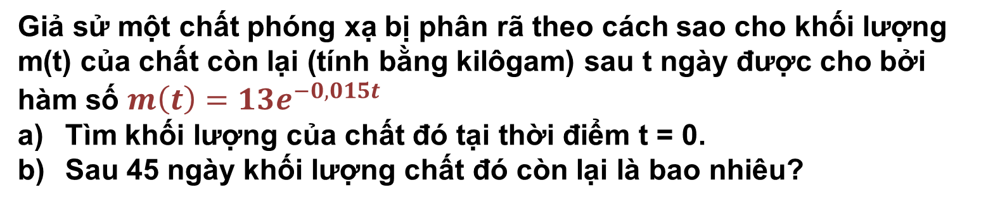 Giả sử một chất phóng xạ bị phân rã theo cách sao cho khối lượng
m(t) của chất còn lại (tính bằng kilôgam) sau t ngày được cho bởi
hàm số m(t) = 13e^{-0,015t}
a) Tìm khối lượng của chất đó tại thời điểm t = 0.
b) Sau 45 ngày khối lượng chất đó còn lại là bao nhiêu?